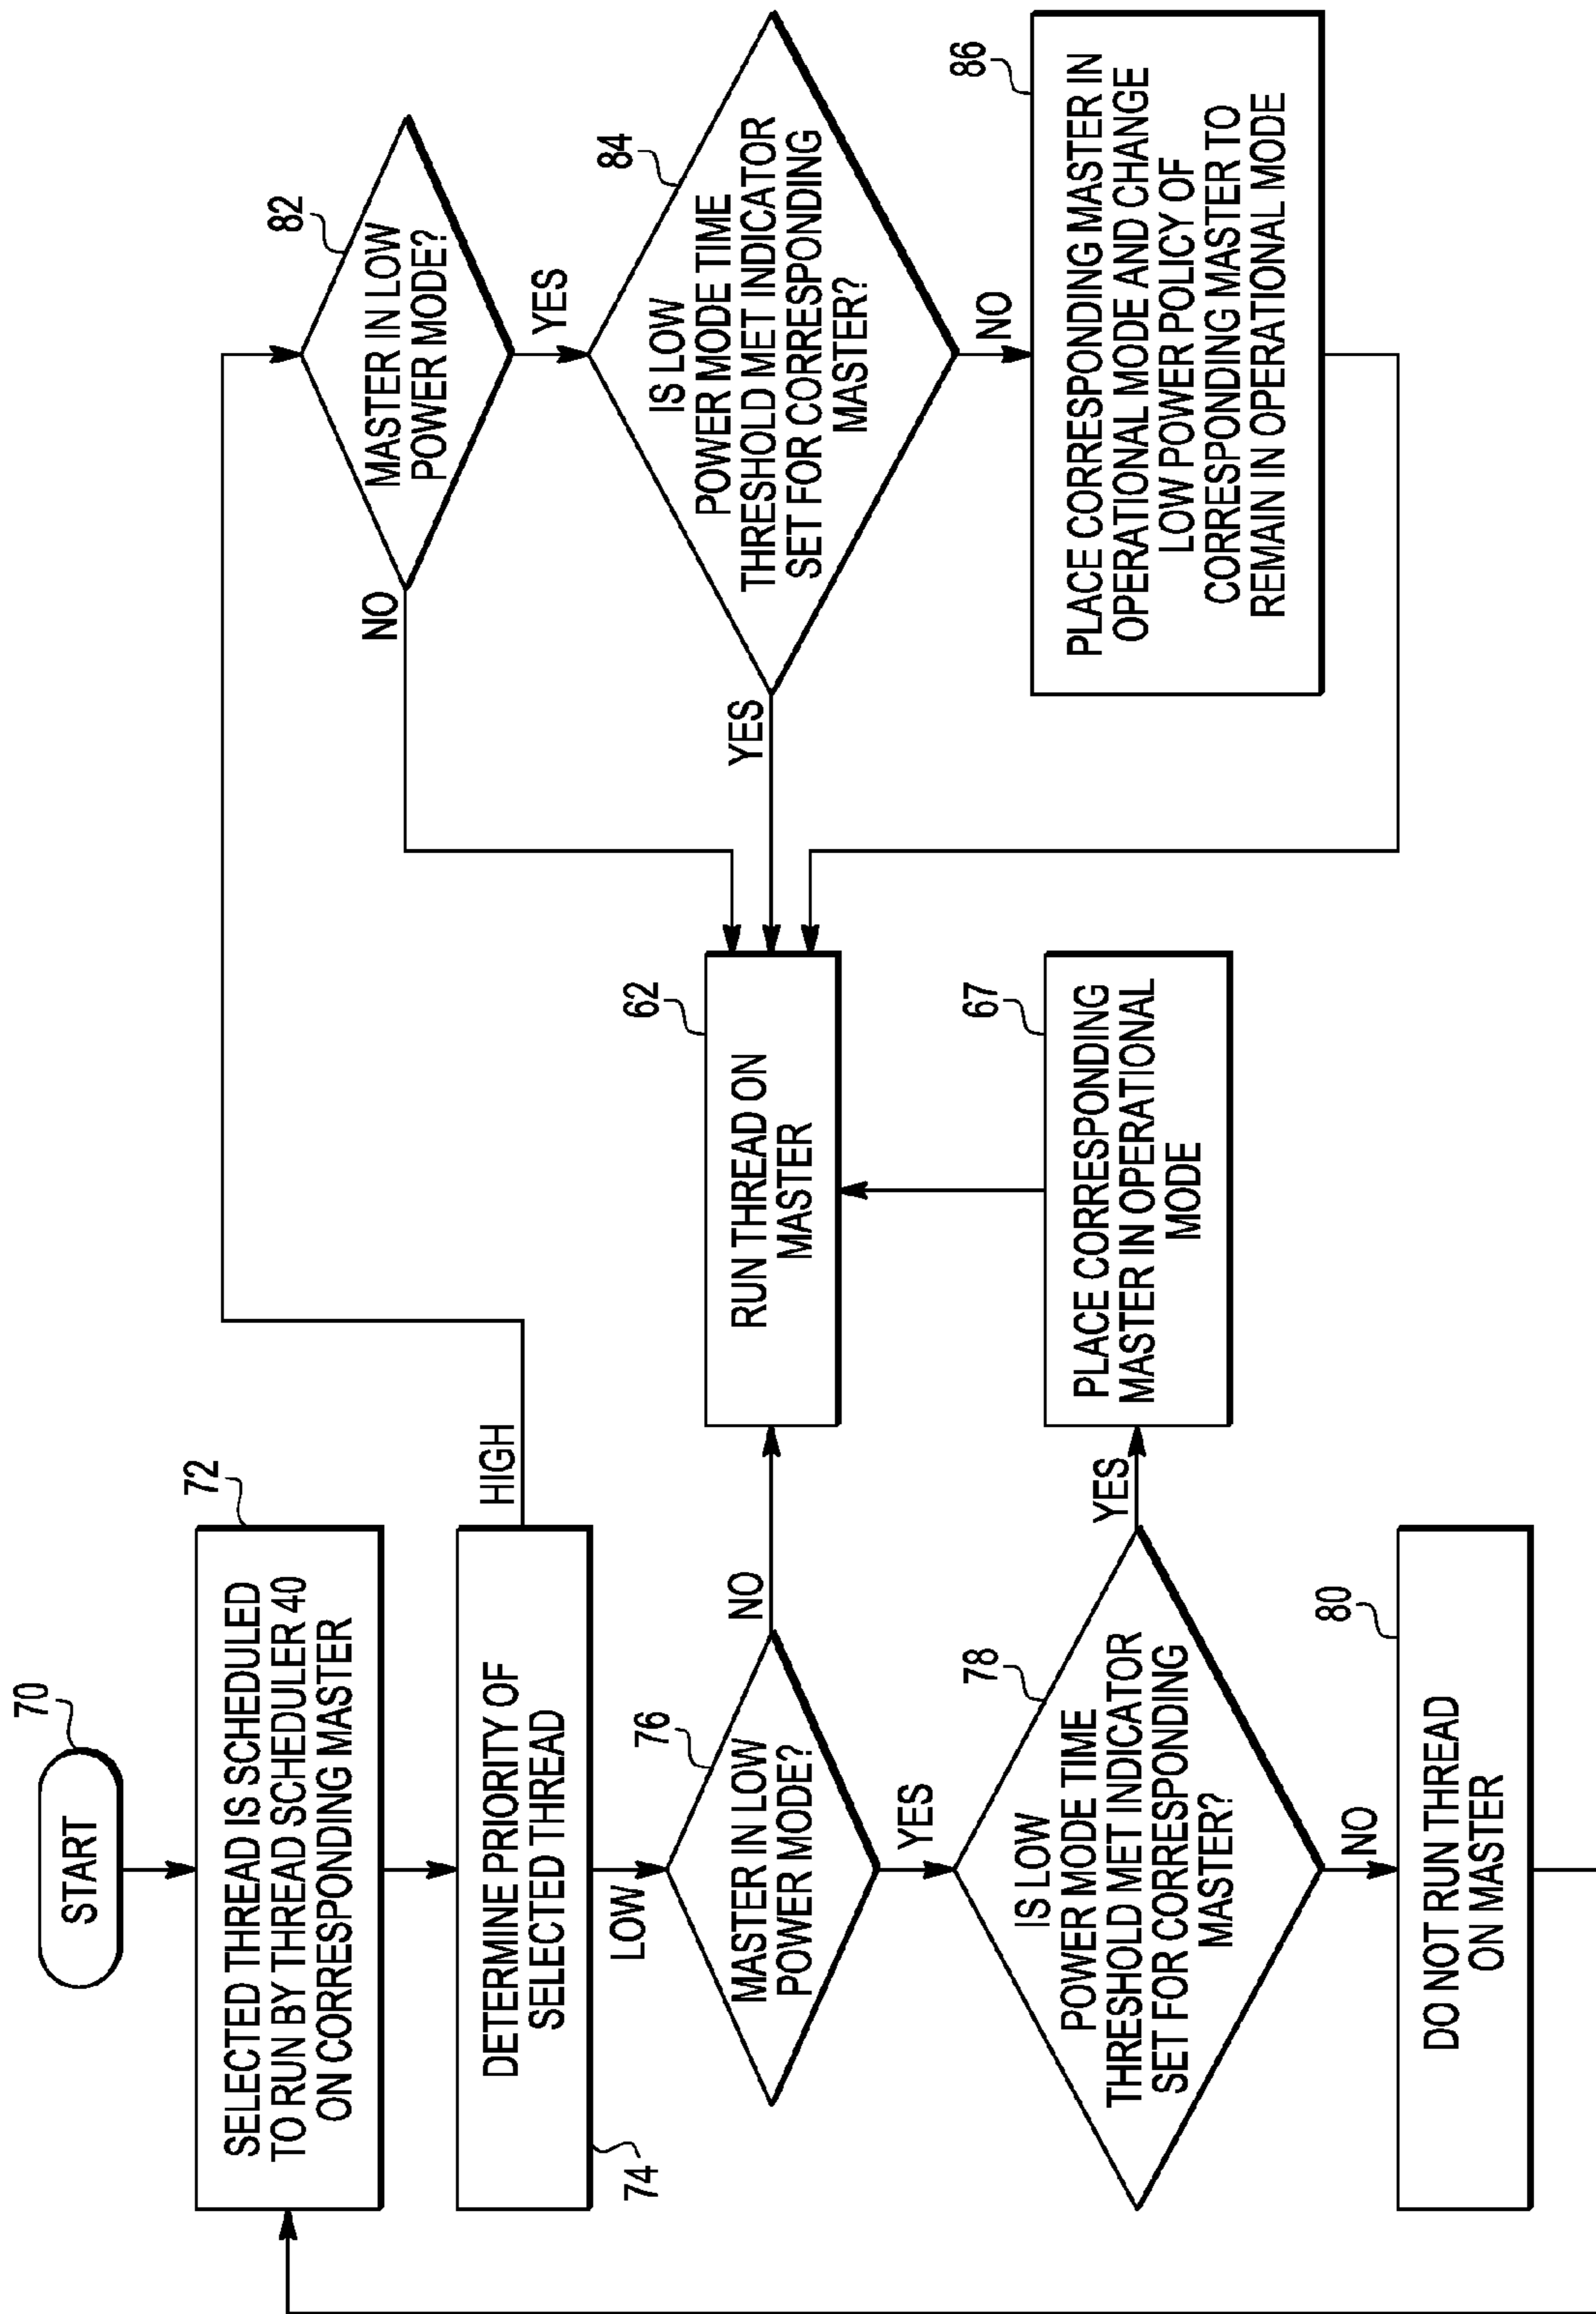 70
START
72
SELECTED THREAD IS SCHEDULED
TO RUN BY THREAD SCHEDULER 40
ON CORRESPONDING MASTER
74
DETERMINE PRIORITY OF
SELECTED THREAD
HIGH
LOW
76
MASTER IN LOW
POWER MODE?
NO
YES
78
IS LOW
POWER MODE TIME
THRESHOLD MET INDICATOR
SET FOR CORRESPONDING
MASTER?
YES
NO
80
DO NOT RUN THREAD
ON MASTER
62
RUN THREAD ON
MASTER
67
PLACE CORRESPONDING
MASTER IN OPERATIONAL
MODE
82
MASTER IN LOW
POWER MODE?
NO
YES
84
IS LOW
POWER MODE TIME
THRESHOLD MET INDICATOR
SET FOR CORRESPONDING
MASTER?
YES
NO
86
PLACE CORRESPONDING MASTER IN
OPERATIONAL MODE AND CHANGE
LOW POWER POLICY OF
CORRESPONDING MASTER TO
REMAIN IN OPERATIONAL MODE